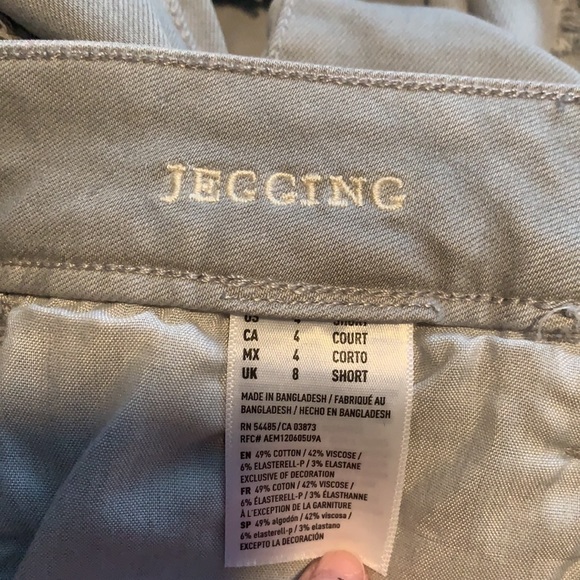 JEGGING
US 4 SHORT
CA 4 COURT
MX 4 CORTO
UK 8 SHORT
MADE IN BANGLADESH / FABRIQUÉ AU
BANGLADESH / HECHO EN BANGLADESH
RN 54485/CA 03873
RFC# AEM120605U9A
EN 49% COTTON / 42% VISCOSE /
6% ELASTERELL-P / 3% ELASTANE
EXCLUSIVE OF DECORATION
FR 49% COTON / 42% VISCOSE /
6% ÉLASTERELL-P / 3% ÉLASTHANNE
À L'EXCEPTION DE LA GARNITURE
SP 49% algodón / 42% viscosa /
6% elasterell-p / 3% elastano
EXCEPTO LA DECORACIÓN